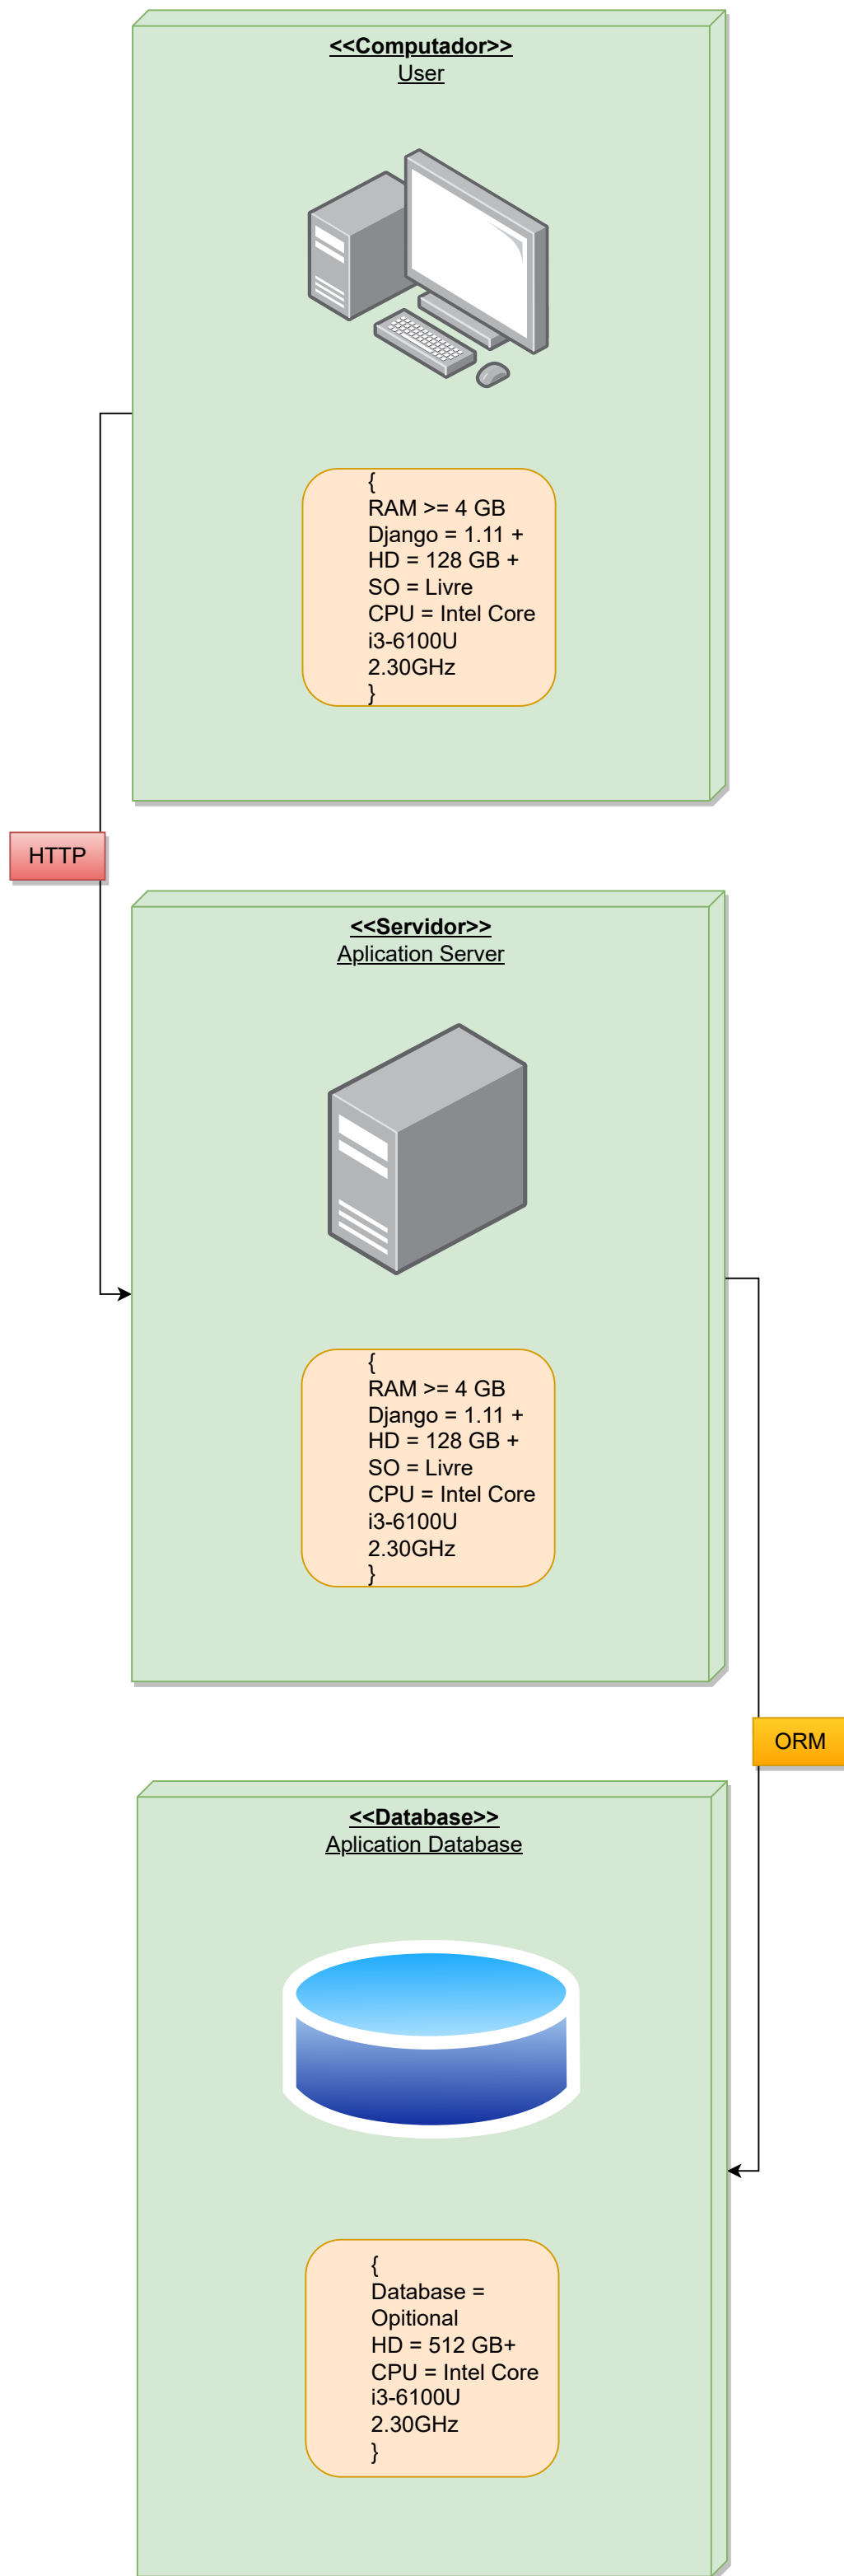 <<Computador>>
User
{
RAM >= 4 GB
Django = 1.11 +
HD = 128 GB +
SO = Livre
CPU = Intel Core
i3-6100U
2.30GHz
}
HTTP
<<Servidor>>
Aplication Server
{
RAM >= 4 GB
Django = 1.11 +
HD = 128 GB +
SO = Livre
CPU = Intel Core
i3-6100U
2.30GHz
}
ORM
<<Database>>
Aplication Database
{
Database =
Opitional
HD = 512 GB+
CPU = Intel Core
i3-6100U
2.30GHz
}